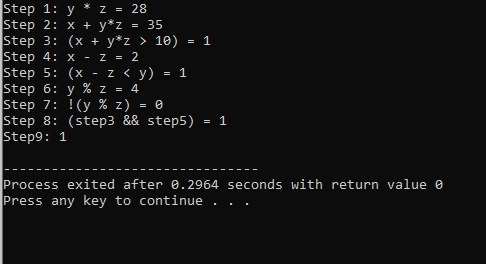 Step 1: y * z = 28
Step 2: x + y*z = 35
Step 3: (x + y*z > 10) = 1
Step 4: x - z = 2
Step 5: (x - z < y) = 1
Step 6: y % z = 4
Step 7: !(y % z) = 0
Step 8: (step3 && step5) = 1
Step9: 1
--------------------------------
Process exited after 0.2964 seconds with return value 0
Press any key to continue . . .